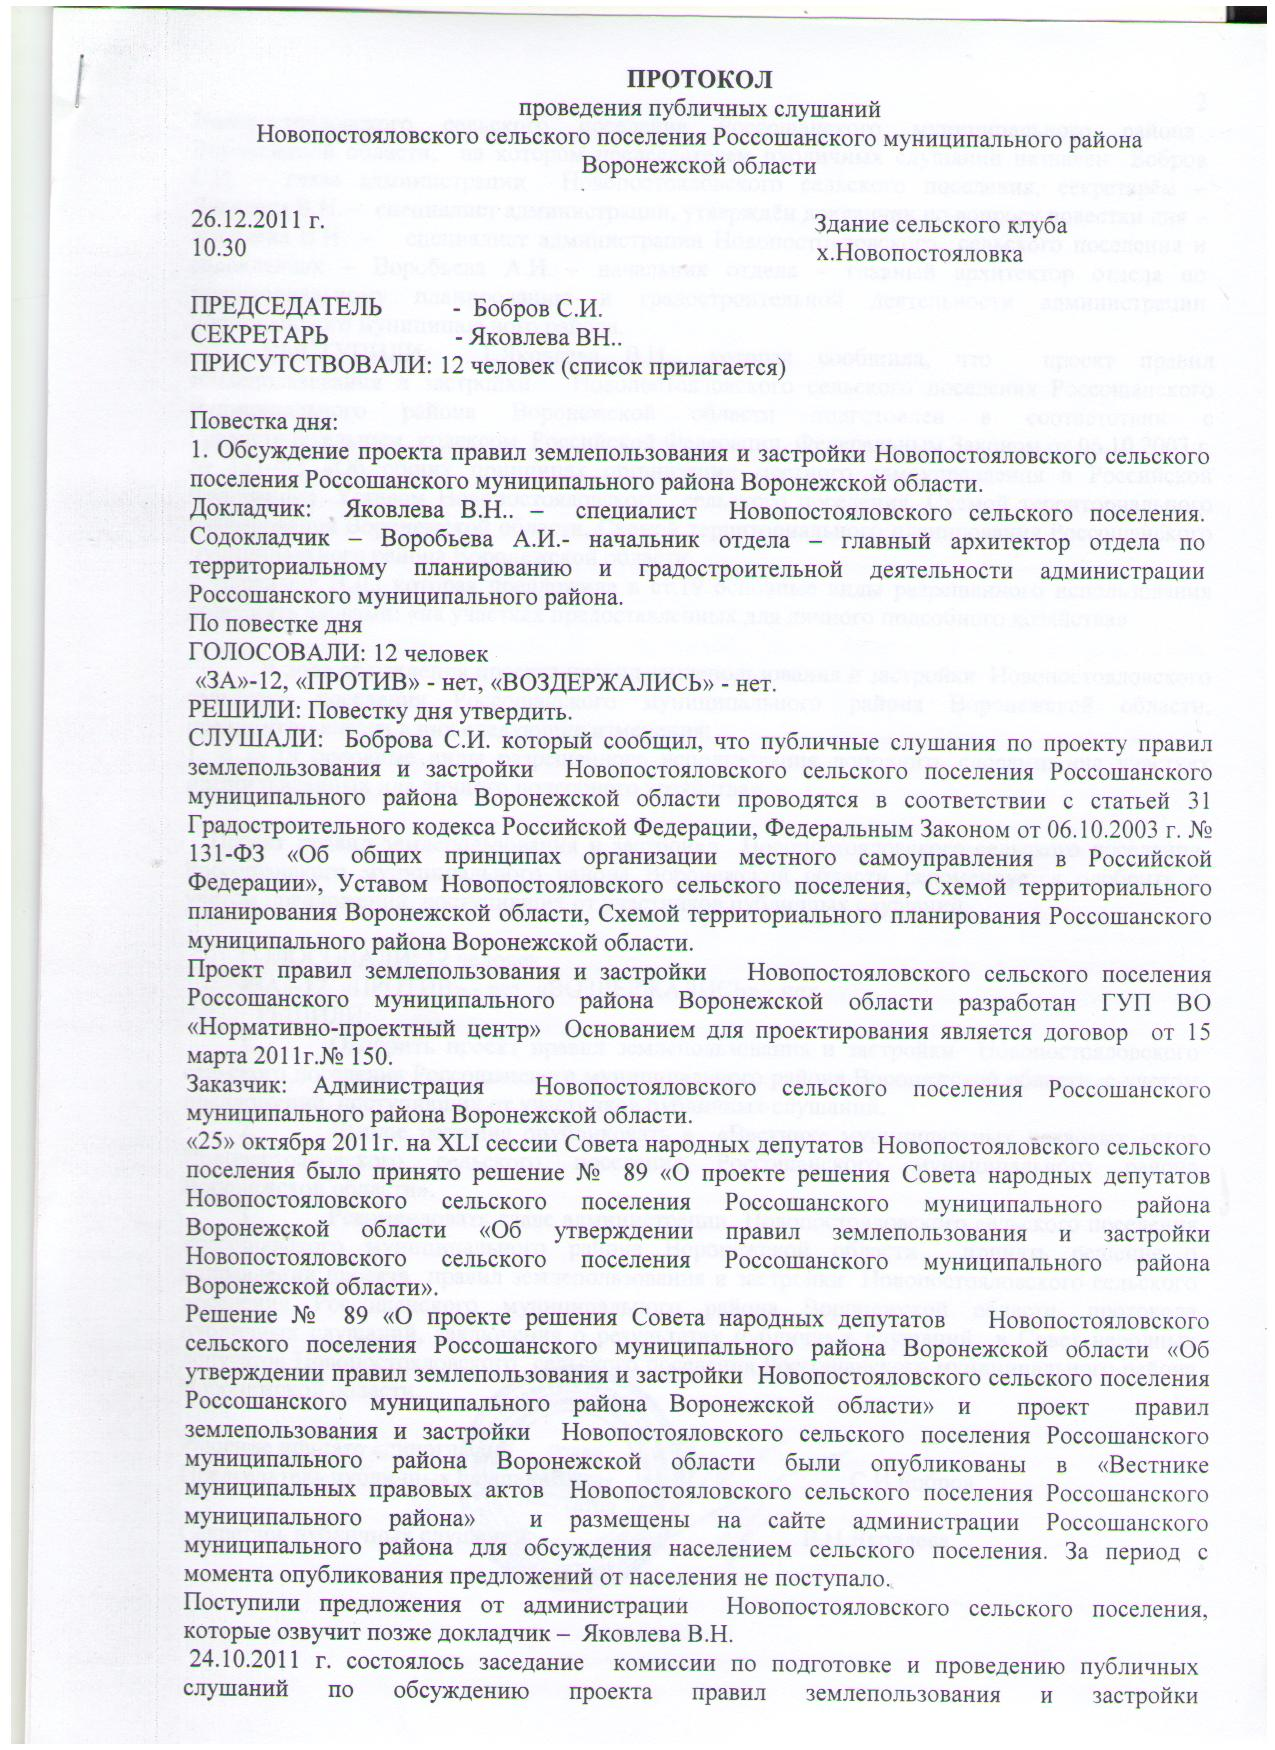 ПРОТОКОЛ
проведения публичных слушаний
Новопостояловского сельского поселения Россошанского муниципального района
Воронежской области
26.12.2011 г. Здание сельского клуба
10.30 х.Новопостояловка
ПРЕДСЕДАТЕЛЬ - Бобров С.И.
СЕКРЕТАРЬ - Яковлева ВН..
ПРИСУТСТВОВАЛИ: 12 человек (список прилагается)
Повестка дня:
1. Обсуждение проекта правил землепользования и застройки Новопостояловского сельского
поселения Россошанского муниципального района Воронежской области.
Докладчик: Яковлева В.Н.. – специалист Новопостояловского сельского поселения.
Содокладчик – Воробьева А.И.- начальник отдела – главный архитектор отдела по
территориальному планированию и градостроительной деятельности администрации
Россошанского муниципального района.
По повестке дня
ГОЛОСОВАЛИ: 12 человек
«ЗА»-12, «ПРОТИВ» - нет, «ВОЗДЕРЖАЛИСЬ» - нет.
РЕШИЛИ: Повестку дня утвердить.
СЛУШАЛИ: Боброва С.И. который сообщил, что публичные слушания по проекту правил
землепользования и застройки Новопостояловского сельского поселения Россошанского
муниципального района Воронежской области проводятся в соответствии с статьей 31
Градостроительного кодекса Российской Федерации, Федеральным Законом от 06.10.2003 г. №
131-ФЗ «Об общих принципах организации местного самоуправления в Российской
Федерации», Уставом Новопостояловского сельского поселения, Схемой территориального
планирования Воронежской области, Схемой территориального планирования Россошанского
муниципального района Воронежской области.
Проект правил землепользования и застройки Новопостояловского сельского поселения
Россошанского муниципального района Воронежской области разработан ГУП ВО
«Нормативно-проектный центр» Основанием для проектирования является договор от 15
марта 2011г.№ 150.
Заказчик: Администрация Новопостояловского сельского поселения Россошанского
муниципального района Воронежской области.
«25» октября 2011г. на XLI сессии Совета народных депутатов Новопостояловского сельского
поселения было принято решение № 89 «О проекте решения Совета народных депутатов
Новопостояловского сельского поселения Россошанского муниципального района
Воронежской области «Об утверждении правил землепользования и застройки
Новопостояловского сельского поселения Россошанского муниципального района
Воронежской области».
Решение № 89 «О проекте решения Совета народных депутатов Новопостояловского
сельского поселения Россошанского муниципального района Воронежской области «Об
утверждении правил землепользования и застройки Новопостояловского сельского поселения
Россошанского муниципального района Воронежской области» и проект правил
землепользования и застройки Новопостояловского сельского поселения Россошанского
муниципального района Воронежской области были опубликованы в «Вестнике
муниципальных правовых актов Новопостояловского сельского поселения Россошанского
муниципального района» и размещены на сайте администрации Россошанского
муниципального района для обсуждения населением сельского поселения. За период с
момента опубликования предложений от населения не поступало.
Поступили предложения от администрации Новопостояловского сельского поселения,
которые озвучит позже докладчик – Яковлева В.Н.
24.10.2011 г. состоялось заседание комиссии по подготовке и проведению публичных
слушаний по обсуждению проекта правил землепользования и застройки